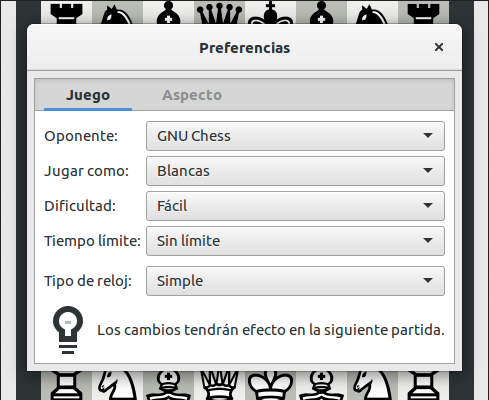 Preferencias
Juego Aspecto
Oponente: GNU Chess
Jugar como: Blancas
Dificultad: Fácil
Tiempo límite: Sin límite
Tipo de reloj: Simple
Los cambios tendrán efecto en la siguiente partida.